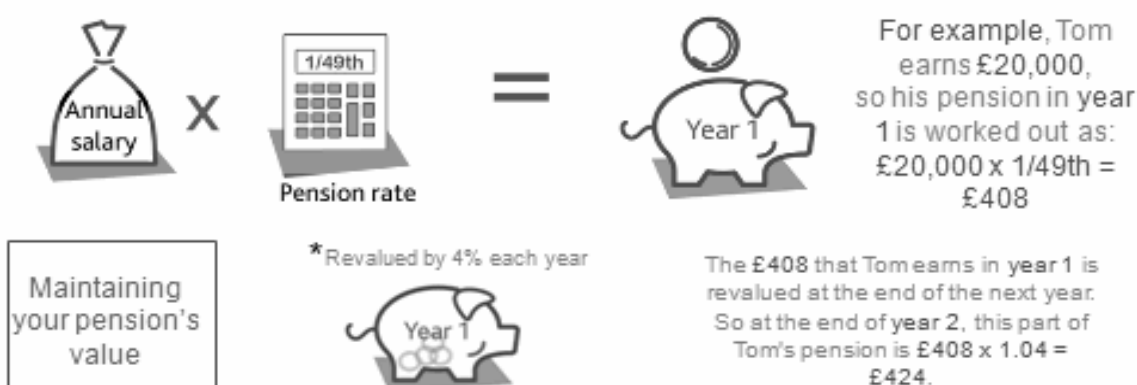 Annual
salary
X
1/49th
Pension rate
=
Year 1
For example, Tom
earns £20,000,
so his pension in year
1 is worked out as:
£20,000 x 1/49th =
£408
Maintaining
your pension's
value
*Revalued by 4% each year
Year 1
The £408 that Tom earns in year 1 is
revalued at the end of the next year.
So at the end of year 2, this part of
Tom's pension is £408 x 1.04 =
£424.